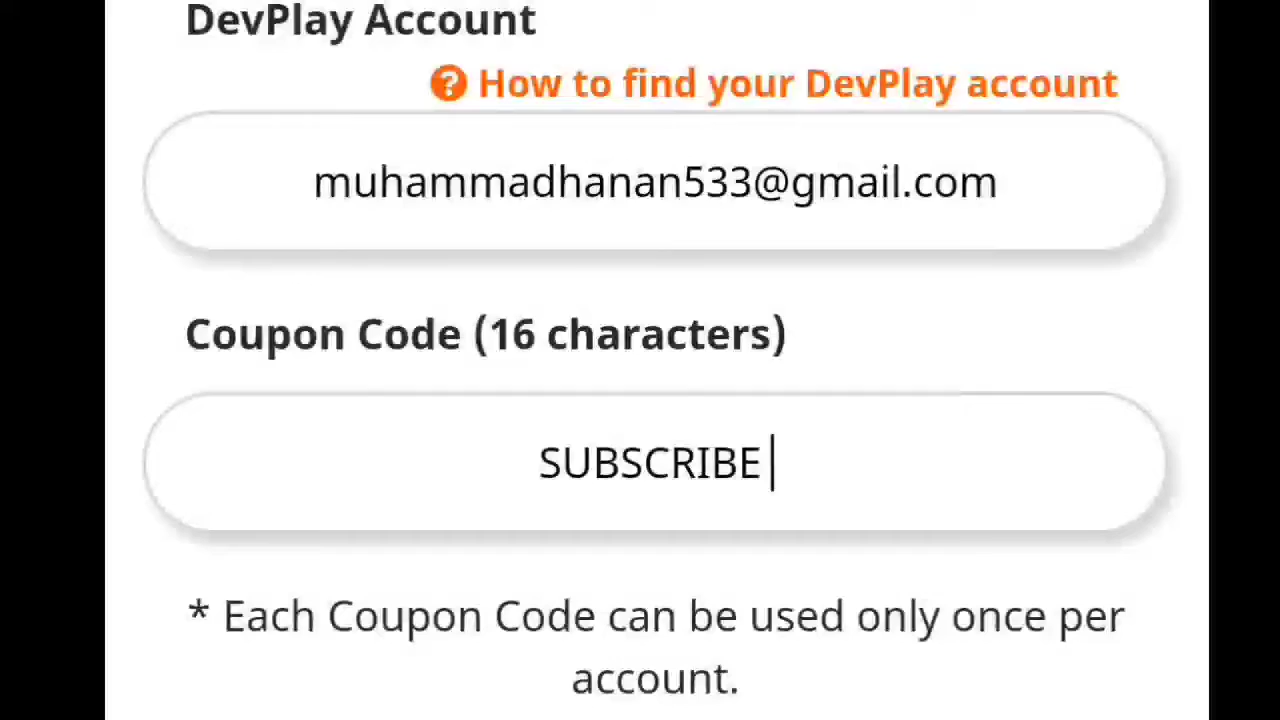 DevPlay Account
? How to find your DevPlay account
muhammadhanan533@gmail.com
Coupon Code (16 characters)
SUBSCRIBE
* Each Coupon Code can be used only once per
account.